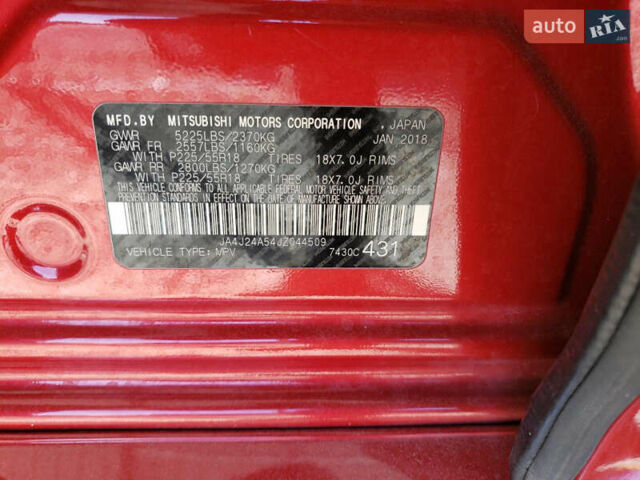 auto RIA.com
MFD.BY MITSUBISHI MOTORS CORPORATION , JAPAN
GVWR 5225LBS/2370KG JAN 2018
GAWR FR 2557LBS/1160KG
WITH P225/55R18 TIRES 18X7.0J RIMS
GAWR RR 2800LBS/1270KG
WITH P225/55R18 TIRES 18X7.0J RIMS
THIS VEHICLE CONFORMS TO ALL APPLICABLE FEDERAL MOTOR VEHICLE SAFETY AND THEFT
PREVENTION STANDARDS IN EFFECT ON THE DATE OF MANUFACTURE SHOWN ABOVE.
JA4J24A54JZ044509
VEHICLE TYPE: MPV 7430C 431